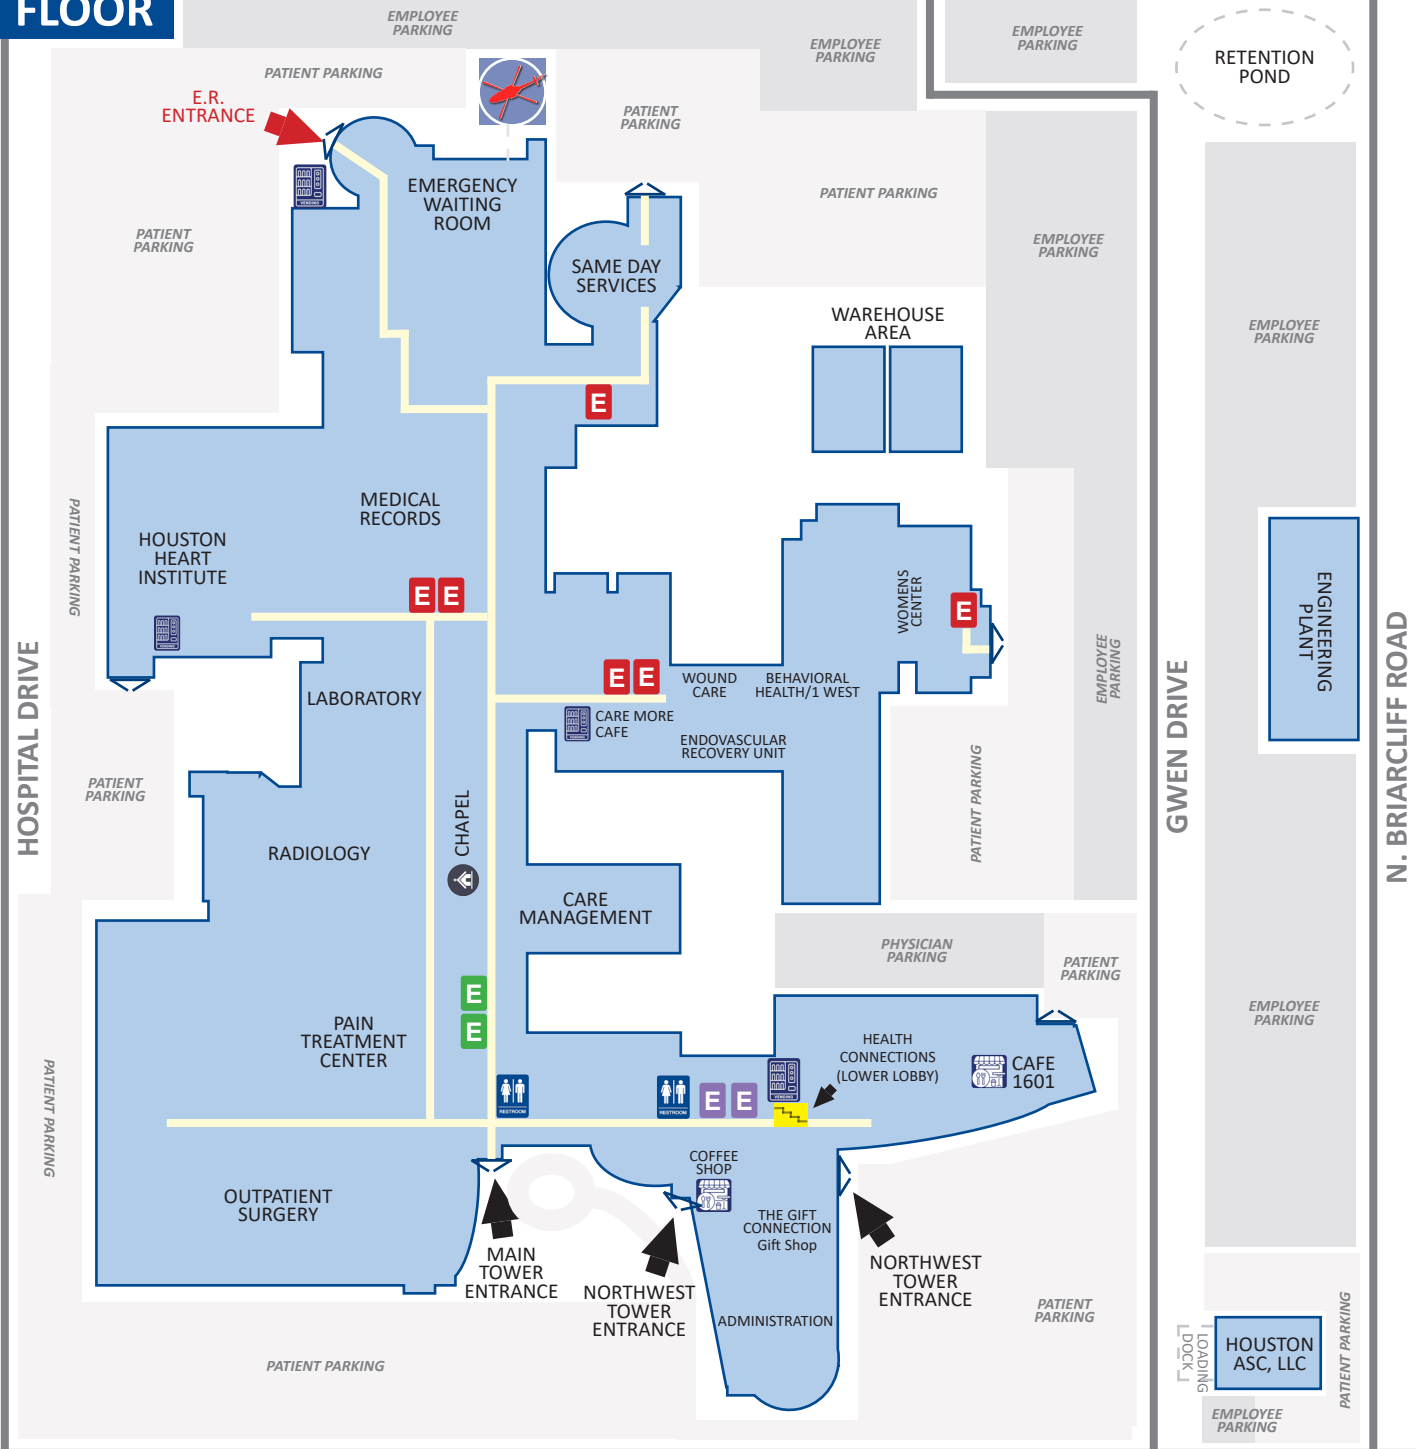 FLOOR
EMPLOYEE
PARKING
EMPLOYEE
PARKING
EMPLOYEE
PARKING
RETENTION
POND
PATIENT PARKING
E.R.
ENTRANCE
PATIENT
PARKING
VENDING
EMERGENCY
WAITING
ROOM
PATIENT PARKING
PATIENT
PARKING
EMPLOYEE
PARKING
SAME DAY
SERVICES
WAREHOUSE
AREA
EMPLOYEE
PARKING
E
MEDICAL
RECORDS
PATIENT PARKING
HOUSTON
HEART
INSTITUTE
VENDING
E E
WOMENS
CENTER
E
ENGINEERING
PLANT
HOSPITAL DRIVE
GWEN DRIVE
N. BRIARCLIFF ROAD
EMPLOYEE
PARKING
LABORATORY
E E
WOUND
CARE
BEHAVIORAL
HEALTH/1 WEST
VENDING
CARE MORE
CAFE
ENDOVASCULAR
RECOVERY UNIT
PATIENT
PARKING
PATIENT PARKING
RADIOLOGY
CHAPEL
CARE
MANAGEMENT
PHYSICIAN
PARKING
PATIENT
PARKING
EMPLOYEE
PARKING
E
E
PAIN
TREATMENT
CENTER
HEALTH
CONNECTIONS
(LOWER LOBBY)
CAFE
1601
PATIENT PARKING
RESTROOM
RESTROOM
E E
VENDING
COFFEE
SHOP
OUTPATIENT
SURGERY
THE GIFT
CONNECTION
Gift Shop
MAIN
TOWER
ENTRANCE
NORTHWEST
TOWER
ENTRANCE
NORTHWEST
TOWER
ENTRANCE
ADMINISTRATION
PATIENT
PARKING
PATIENT PARKING
LOADING
DOCK
HOUSTON
ASC, LLC
PATIENT PARKING
EMPLOYEE
PARKING